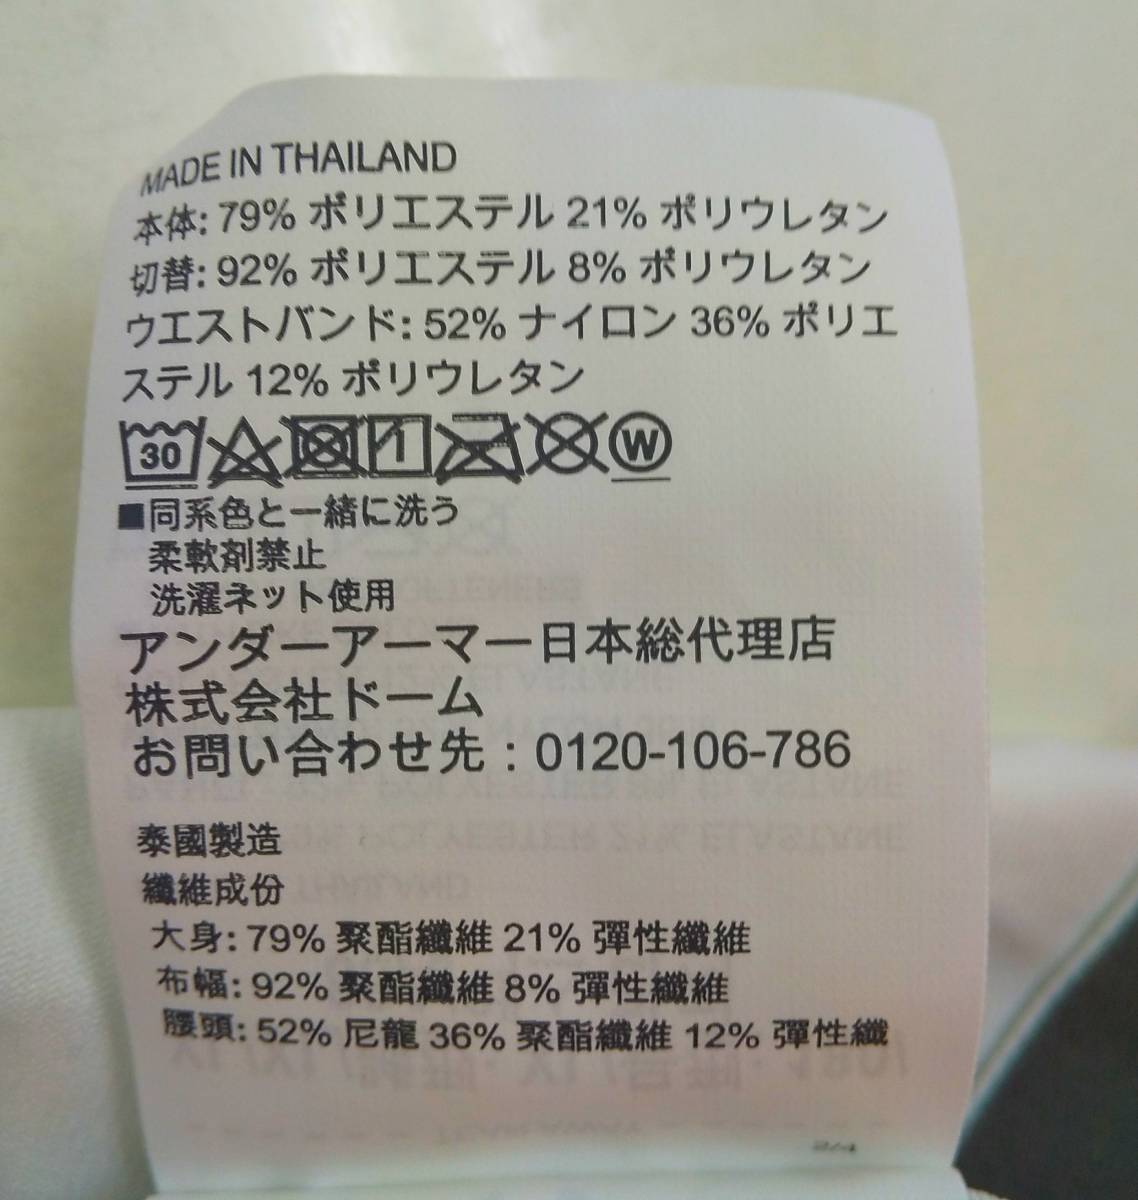 MADE IN THAILAND
本体: 79% ポリエステル 21% ポリウレタン
切替: 92% ポリエステル 8% ポリウレタン
ウエストバンド: 52% ナイロン 36% ポリエ
ステル 12% ポリウレタン
30 W
■同系色と一緒に洗う
柔軟剤禁止
洗濯ネット使用
アンダーアーマー日本総代理店
株式会社ドーム
お問い合わせ先：0120-106-786
泰國製造
纖維成份
大身: 79% 聚酯纖維 21% 彈性纖維
布幅: 92% 聚酯纖維 8% 彈性纖維
腰頭: 52% 尼龍 36% 聚酯纖維 12% 彈性纖